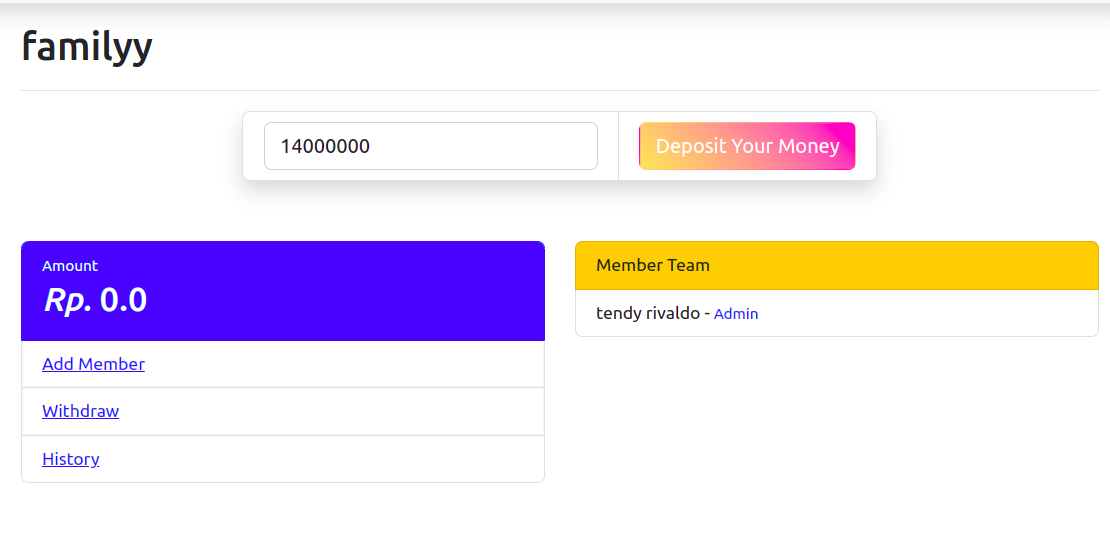 familyy
14000000
Deposit Your Money
Amount
Rp. 0.0
Add Member
Withdraw
History
Member Team
tendy rivaldo - Admin